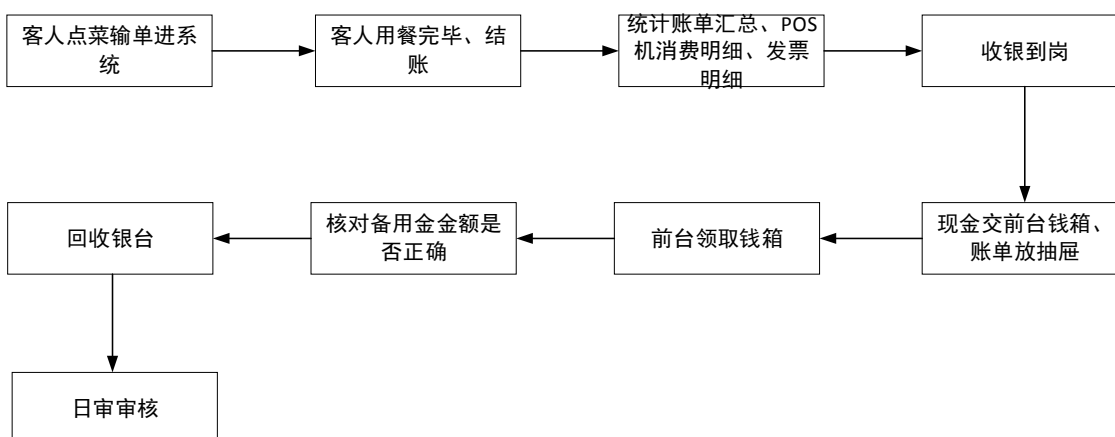 客人点菜输单进系
统
客人用餐完毕、结
账
统计账单汇总、POS
机消费明细、发票
明细
收银到岗
现金交前台钱箱、
账单放抽屉
前台领取钱箱
核对备用金金额是
否正确
回收银台
日审审核